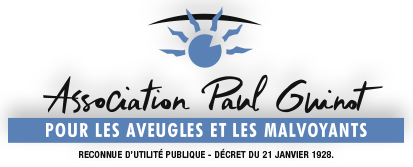 Association Paul Guinot
POUR LES AVEUGLES ET LES MALVOYANTS
RECONNUE D'UTILITÉ PUBLIQUE - DÉCRET DU 21 JANVIER 1928.